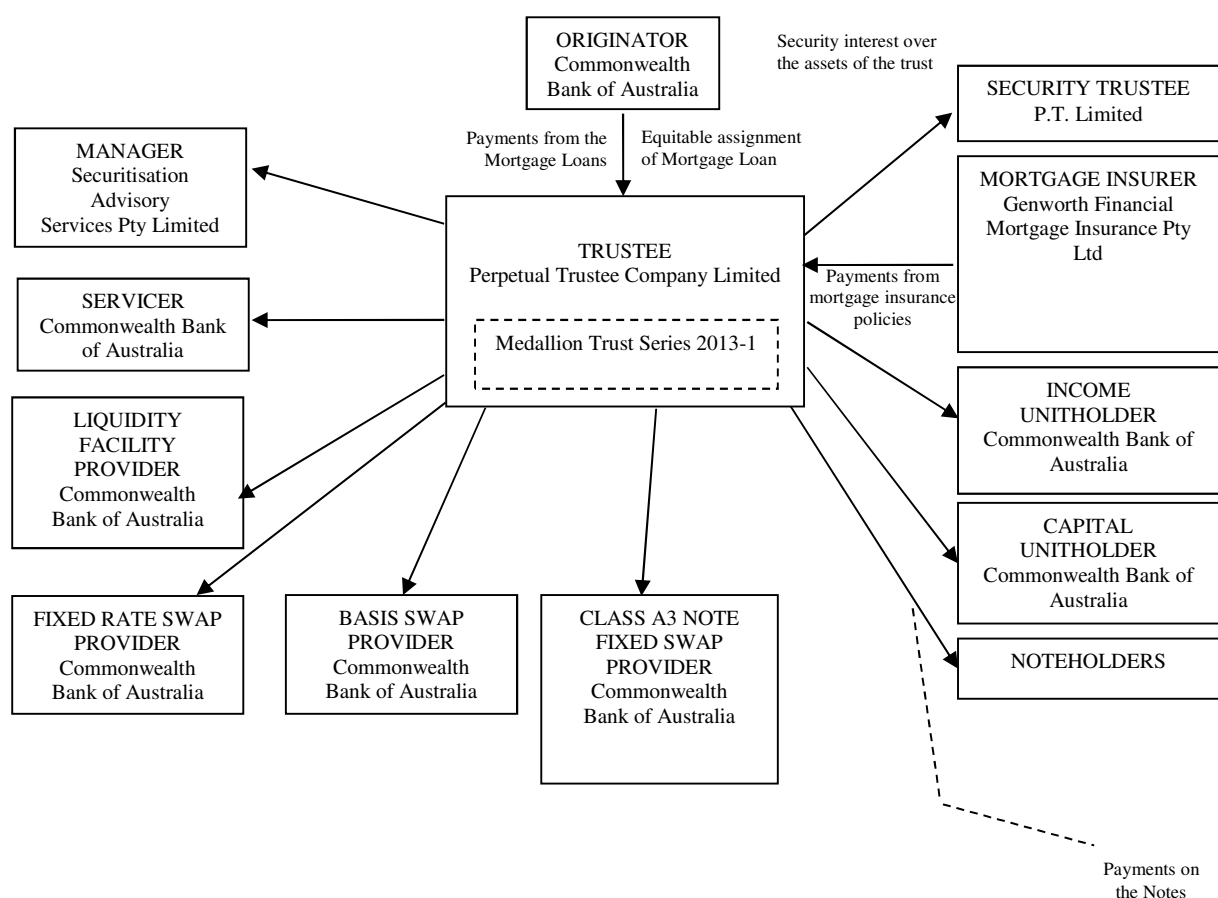 ORIGINATOR
Commonwealth
Bank of Australia
Security interest over
the assets of the trust
SECURITY TRUSTEE
P.T. Limited
Payments from the
Mortgage Loans
Equitable assignment
of Mortgage Loan
MANAGER
Securitisation
Advisory
Services Pty Limited
MORTGAGE INSURER
Genworth Financial
Mortgage Insurance Pty
Ltd
TRUSTEE
Perpetual Trustee Company Limited
Medallion Trust Series 2013-1
Payments from
mortgage insurance
policies
SERVICER
Commonwealth Bank
of Australia
INCOME
UNITHOLDER
Commonwealth Bank of
Australia
LIQUIDITY
FACILITY
PROVIDER
Commonwealth
Bank of Australia
CAPITAL
UNITHOLDER
Commonwealth Bank of
Australia
FIXED RATE SWAP
PROVIDER
Commonwealth
Bank of Australia
BASIS SWAP
PROVIDER
Commonwealth
Bank of Australia
CLASS A3 NOTE
FIXED SWAP
PROVIDER
Commonwealth
Bank of Australia
NOTEHOLDERS
Payments on
the Notes